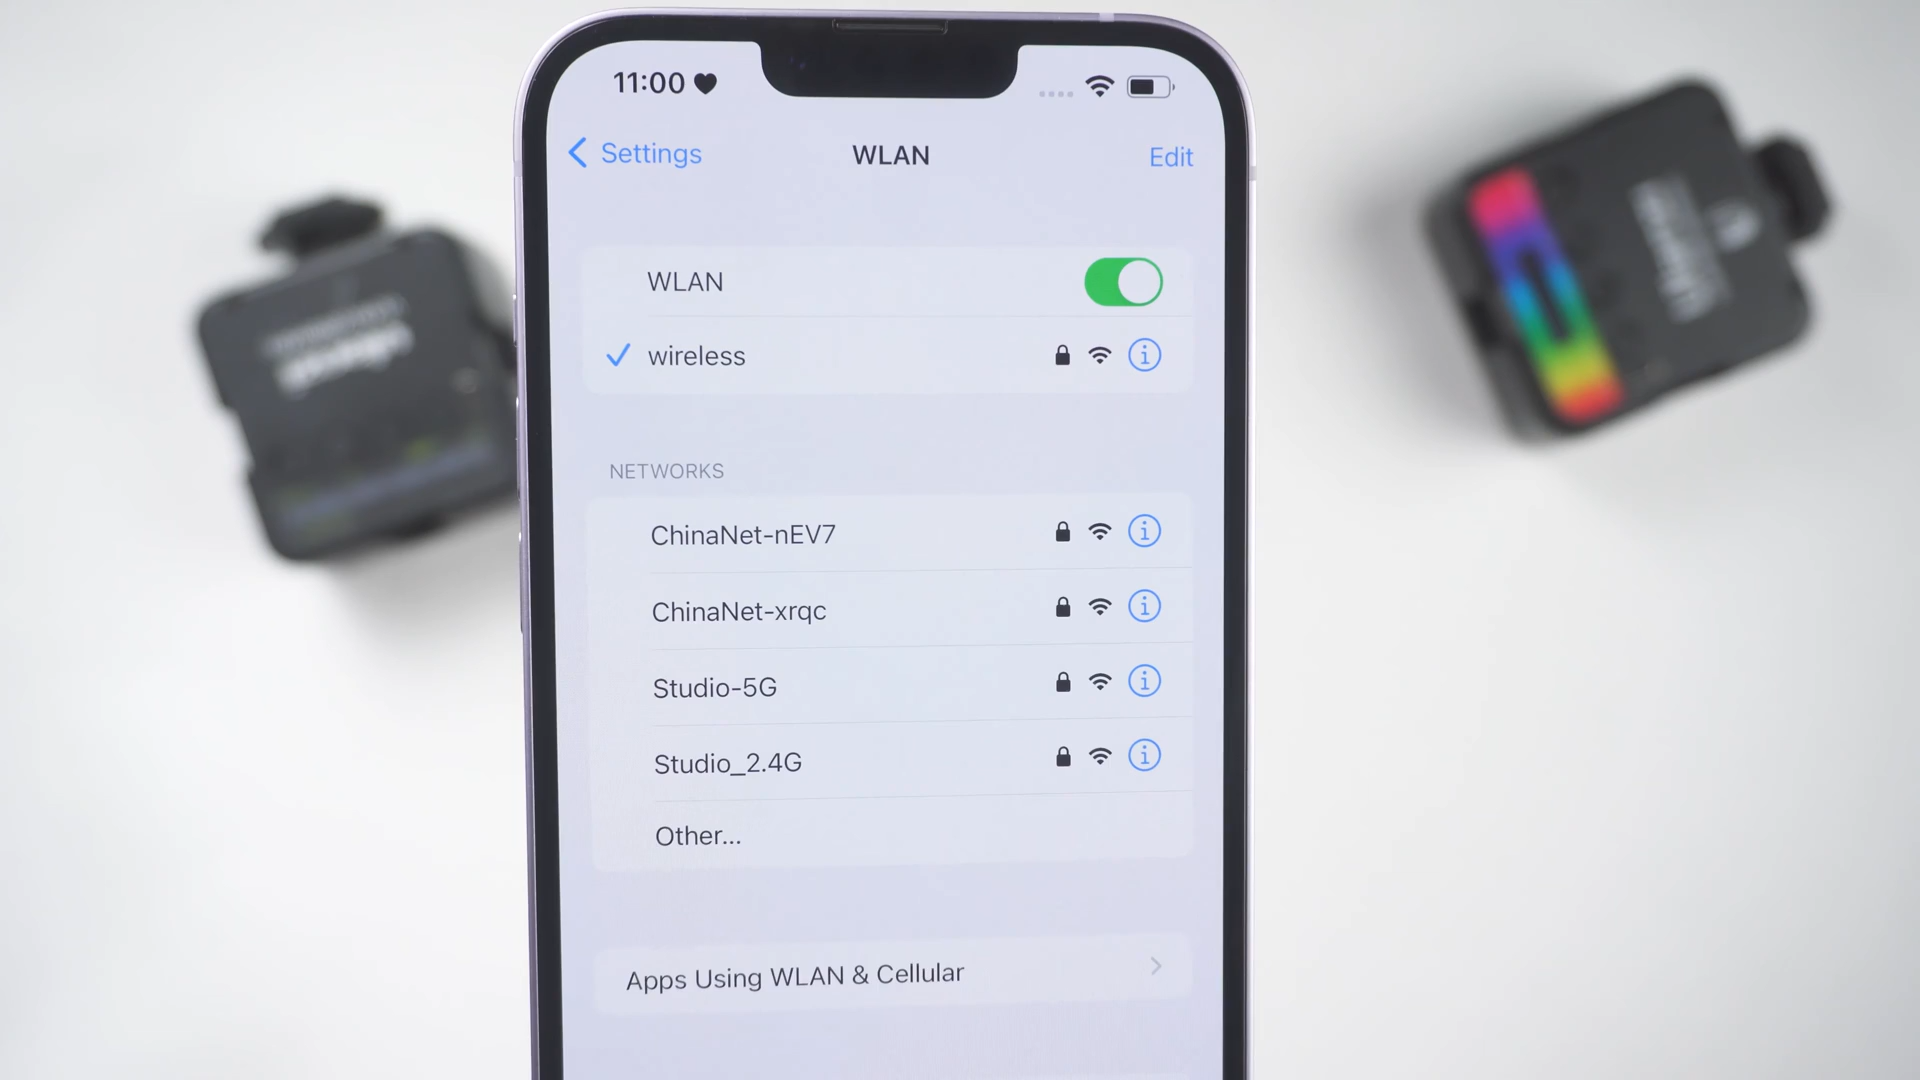 11:00
Settings
WLAN
Edit
WLAN
wireless
NETWORKS
ChinaNet-nEV7
ChinaNet-xrqc
Studio-5G
Studio_2.4G
Other...
Apps Using WLAN & Cellular